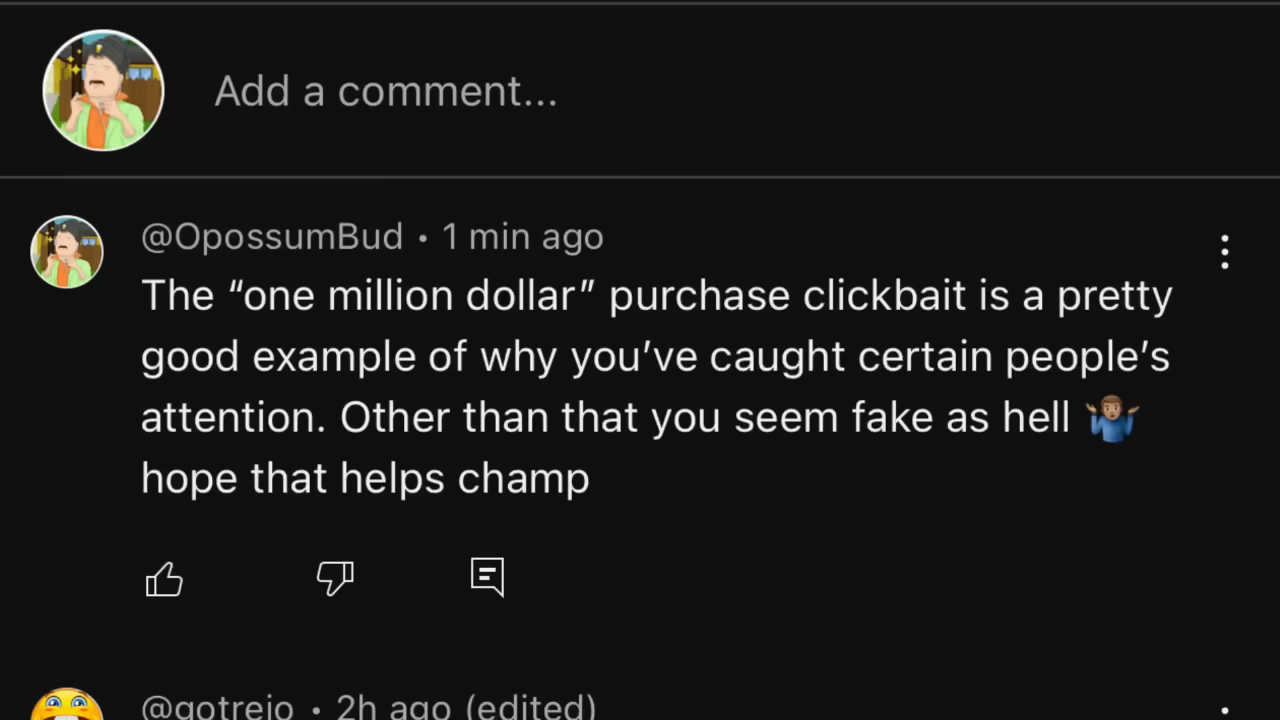 Add a comment...
@OpossumBud • 1 min ago
The “one million dollar” purchase clickbait is a pretty
good example of why you’ve caught certain people’s
attention. Other than that you seem fake as hell 🤷🏽‍♂️
hope that helps champ
@gotrejo • 2h ago (edited)